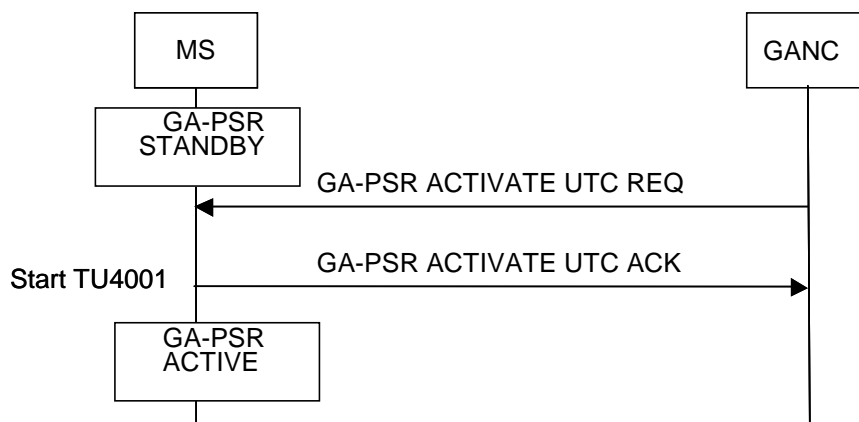 MS
GANC
GA-PSR
STANDBY
GA-PSR ACTIVATE UTC REQ
GA-PSR ACTIVATE UTC ACK
Start TU4001
GA-PSR
ACTIVE